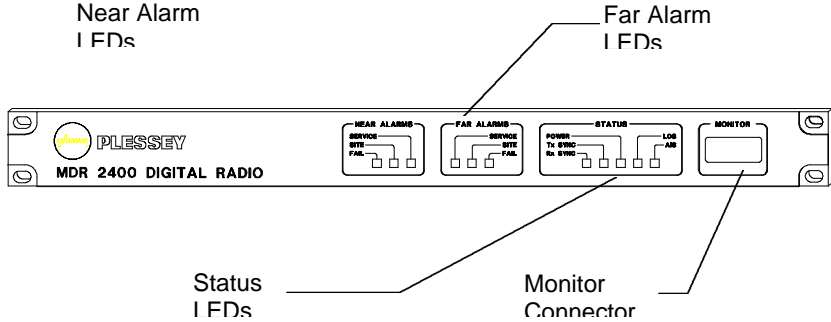 Near Alarm
LEDs
Far Alarm
LEDs
NEAR ALARMS
SERVICE
SITE
FAIL
FAR ALARMS
SERVICE
SITE
FAIL
STATUS
POWER
Tx SYNC
Rx SYNC
LOS
AIS
MONITOR
PLESSEY
MDR 2400 DIGITAL RADIO
Status
LEDs
Monitor
Connector